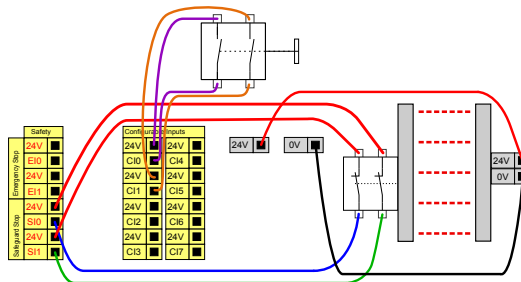 Safety
Emergency Stop
24V
EI0
24V
EI1
Safeguard Stop
24V
SI0
24V
SI1
Configurable Inputs
24V 24V
CI0 CI4
24V 24V
CI1 CI5
24V 24V
CI2 CI6
24V 24V
CI3 CI7
24V
0V
24V
0V